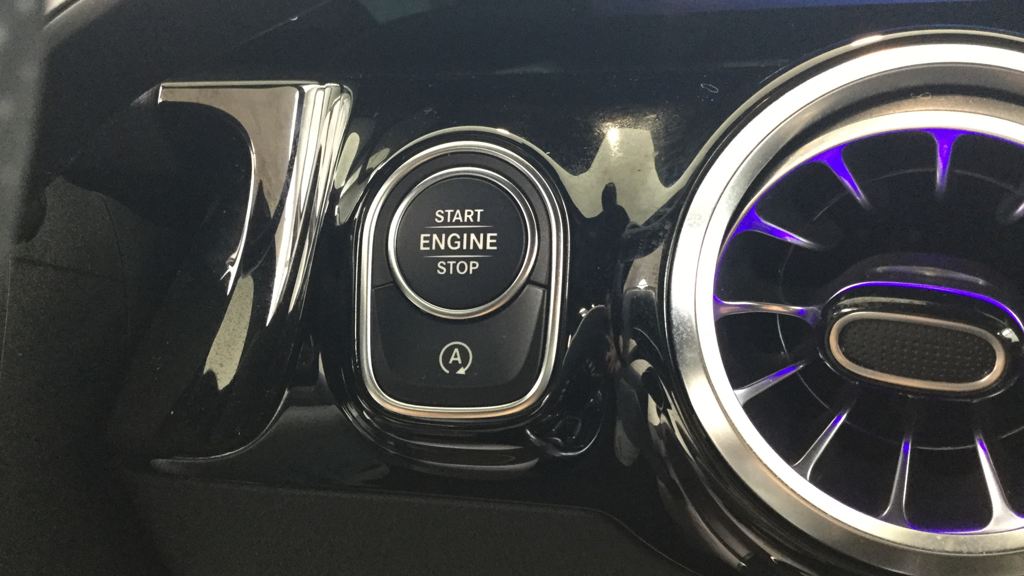 START
ENGINE
STOP
A